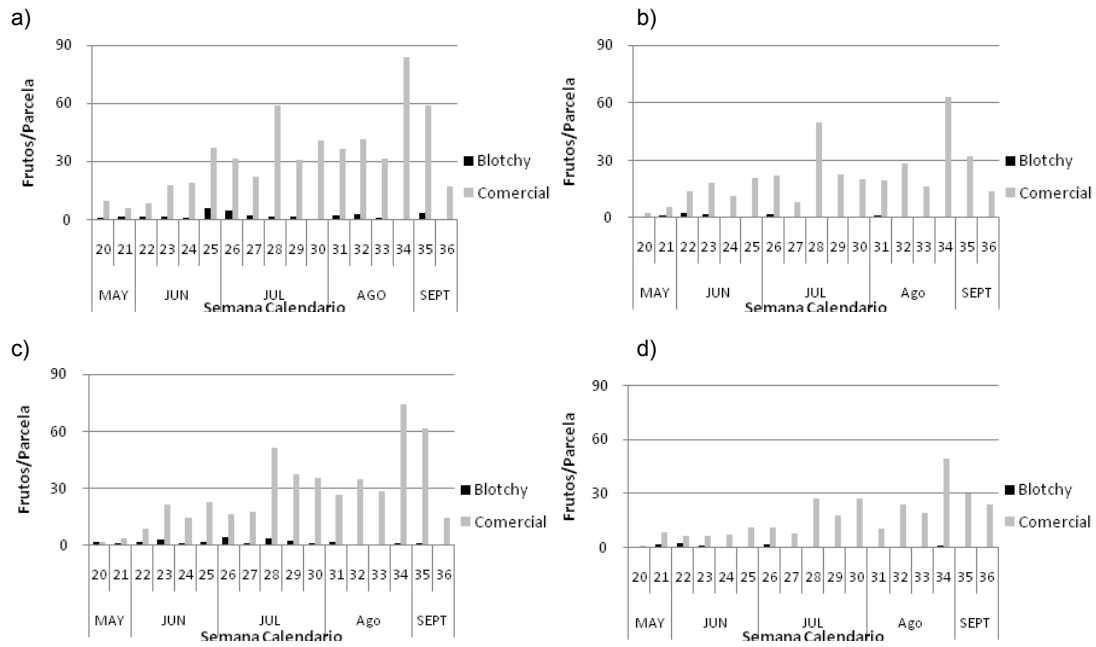 a)
90
60
30
0
Frutos/Parcela
Blotchy
Comercial
20 21 22 23 24 25 26 27 28 29 30 31 32 33 34 35 36
MAY JUN JUL AGO SEPT
Semana Calendario
b)
90
60
30
0
Frutos/Parcela
Blotchy
Comercial
20 21 22 23 24 25 26 27 28 29 30 31 32 33 34 35 36
MAY JUN JUL Ago SEPT
Semana Calendario
c)
90
60
30
0
Frutos/Parcela
Blotchy
Comercial
20 21 22 23 24 25 26 27 28 29 30 31 32 33 34 35 36
MAY JUN JUL Ago SEPT
Semana Calendario
d)
90
60
30
0
Frutos/Parcela
Blotchy
Comercial
20 21 22 23 24 25 26 27 28 29 30 31 32 33 34 35 36
MAY JUN JUL Ago SEPT
Semana Calendario